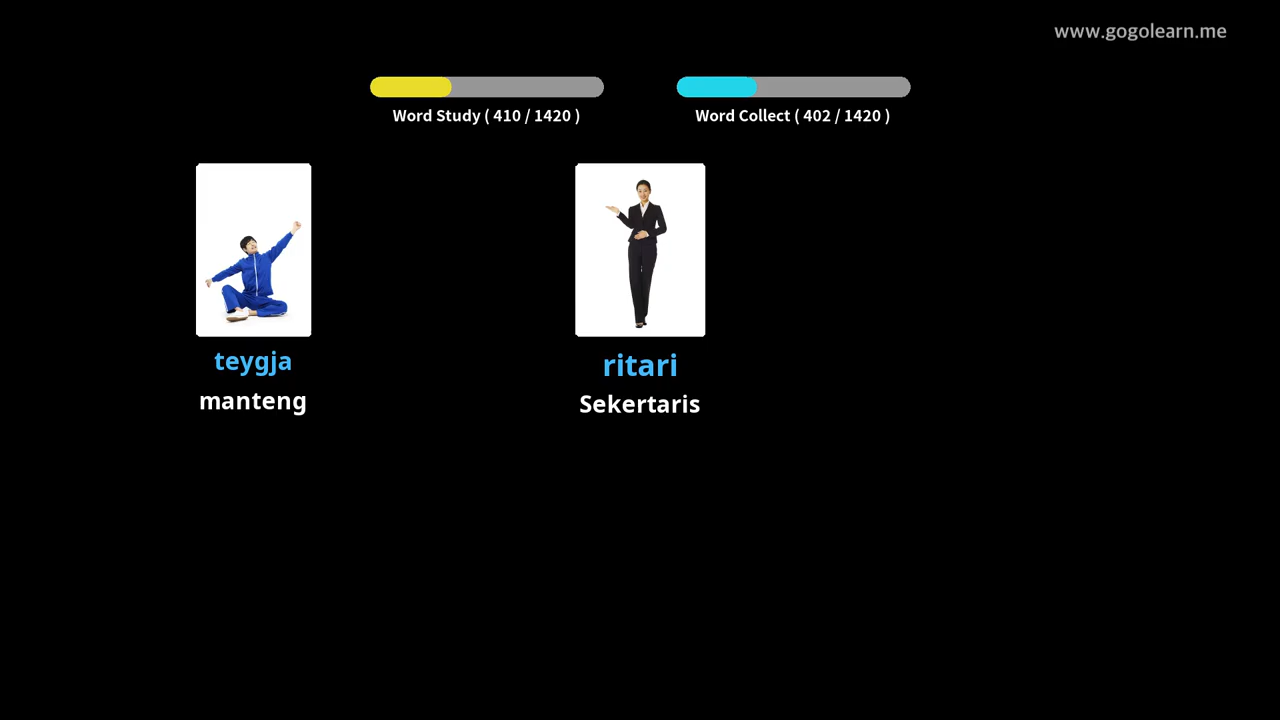 www.gogolearn.me
Word Study ( 410 / 1420 )
Word Collect ( 402 / 1420 )
teygja
manteng
ritari
Sekertaris